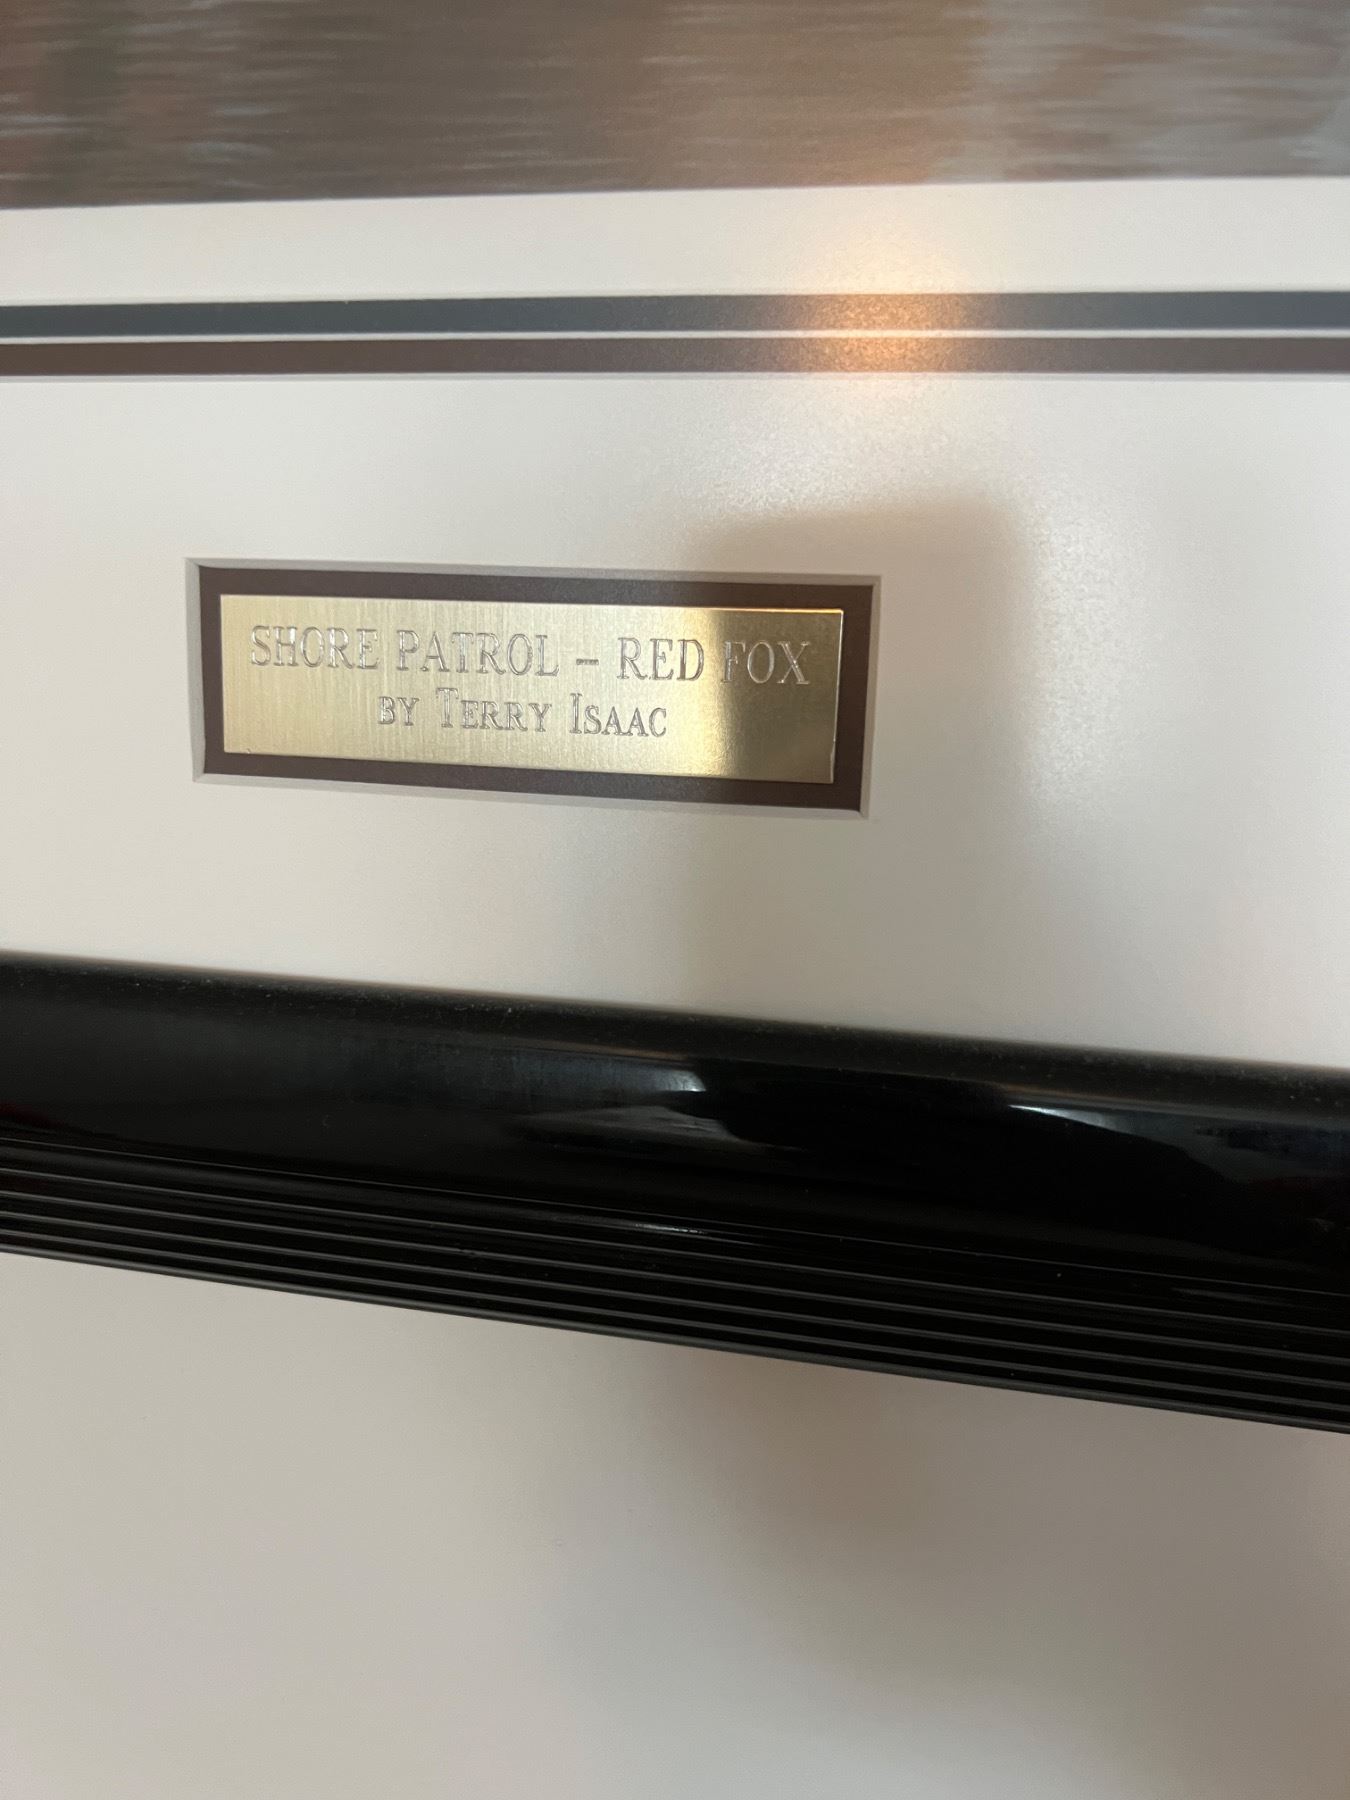 SHORE PATROL – RED FOX
BY TERRY ISAAC